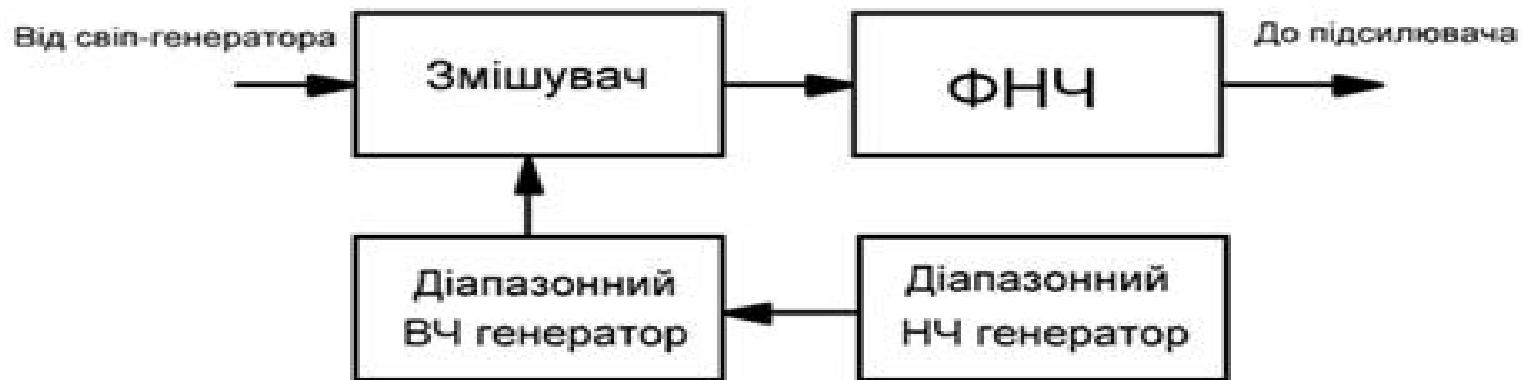 Від свіп-генератора
Змішувач
ФНЧ
До підсилювача
Діапазонний
ВЧ генератор
Діапазонний
НЧ генератор